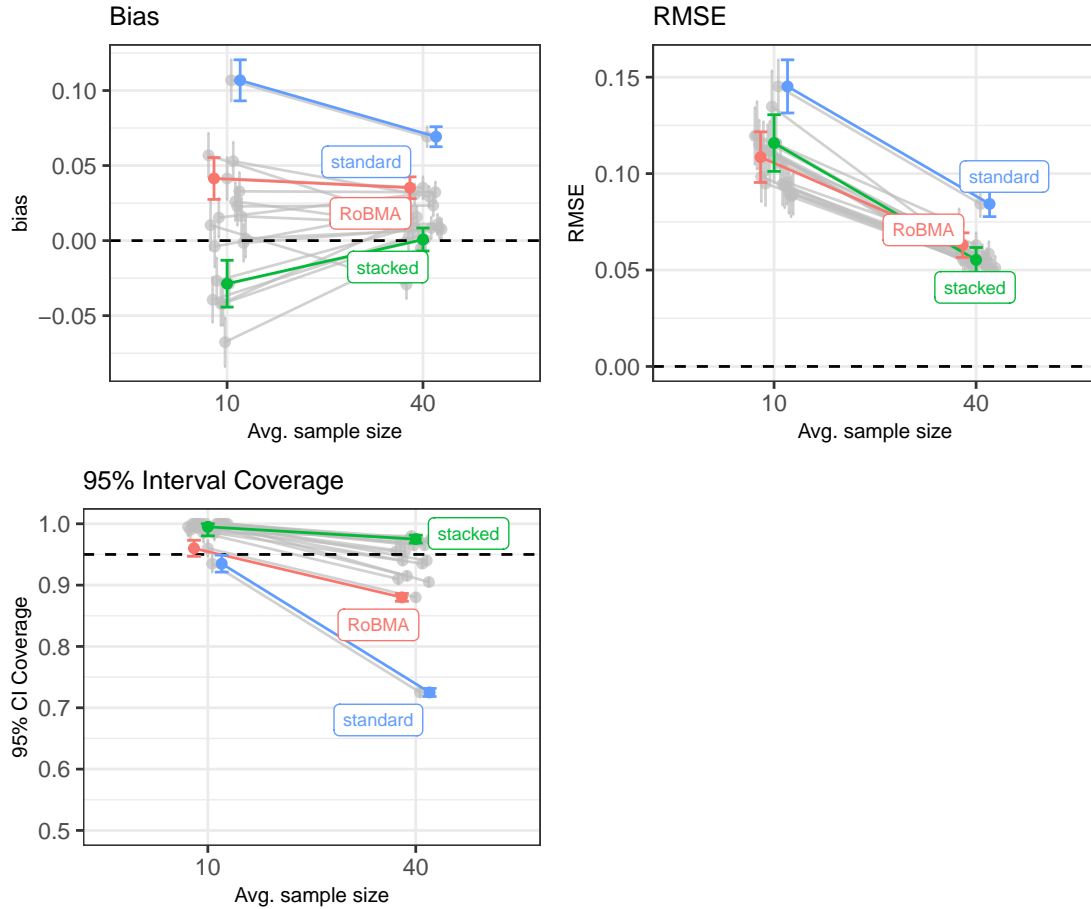 Bias
bias
0.10
0.05
0.00
−0.05
standard
RoBMA
stacked
10
40
Avg. sample size
RMSE
RMSE
0.15
0.10
0.05
0.00
standard
RoBMA
stacked
10
40
Avg. sample size
95% Interval Coverage
95% CI Coverage
1.0
0.9
0.8
0.7
0.6
0.5
stacked
RoBMA
standard
10
40
Avg. sample size